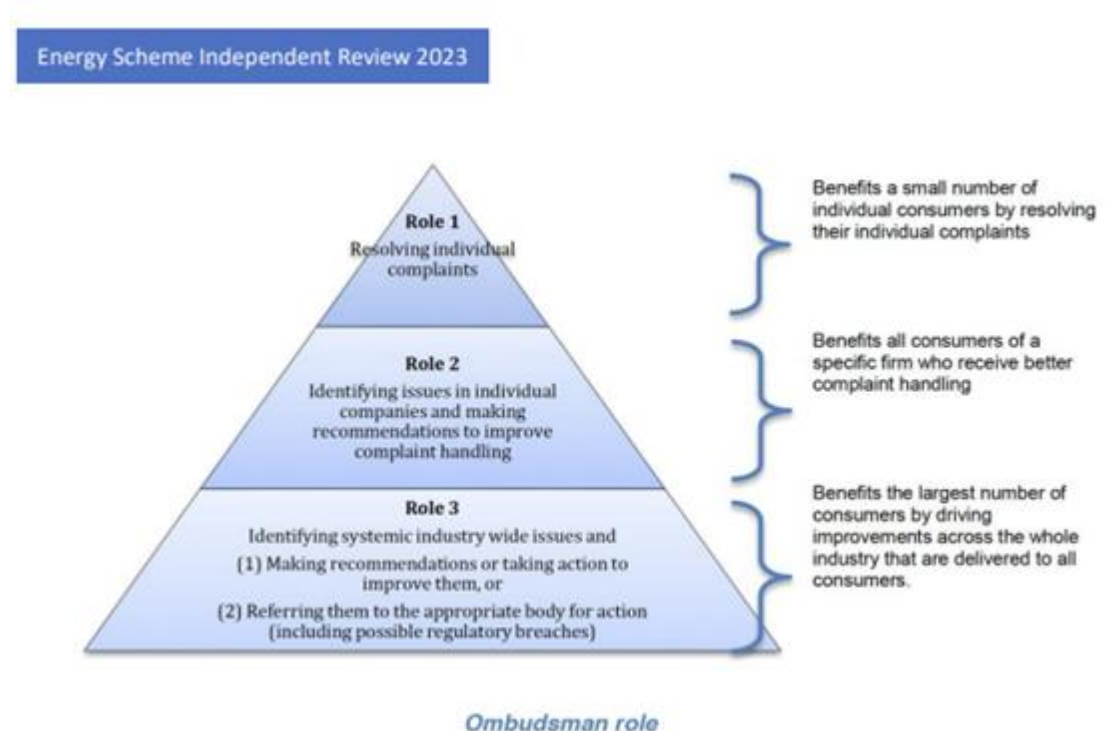 Energy Scheme Independent Review 2023
Role 1
Resolving individual
complaints
Benefits a small number of
individual consumers by resolving
their individual complaints
Role 2
Identifying issues in individual
companies and making
recommendations to improve
complaint handling
Benefits all consumers of a
specific firm who receive better
complaint handling
Role 3
Identifying systemic industry wide issues and
(1) Making recommendations or taking action to
improve them, or
(2) Referring them to the appropriate body for action
(including possible regulatory breaches)
Benefits the largest number of
consumers by driving
improvements across the whole
industry that are delivered to all
consumers.
Ombudsman role